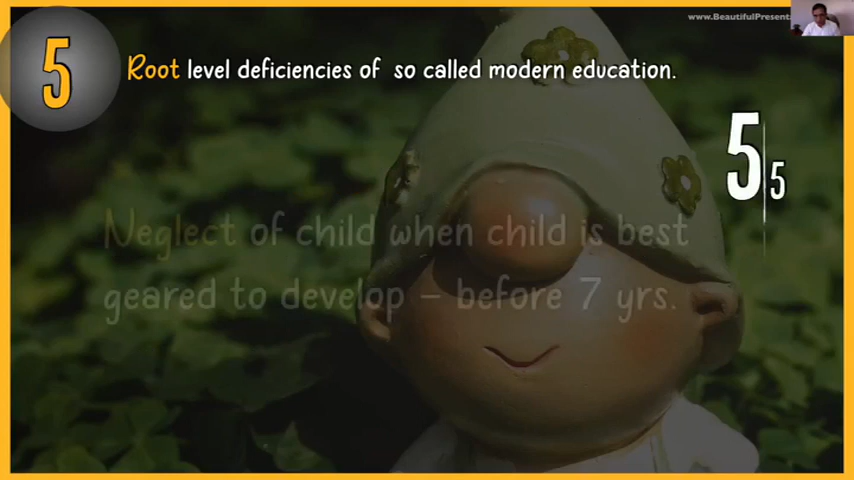 www.BeautifulPresent
5
Root level deficiencies of so called modern education.
5
5
Neglect of child when child is best
geared to develop – before 7 yrs.